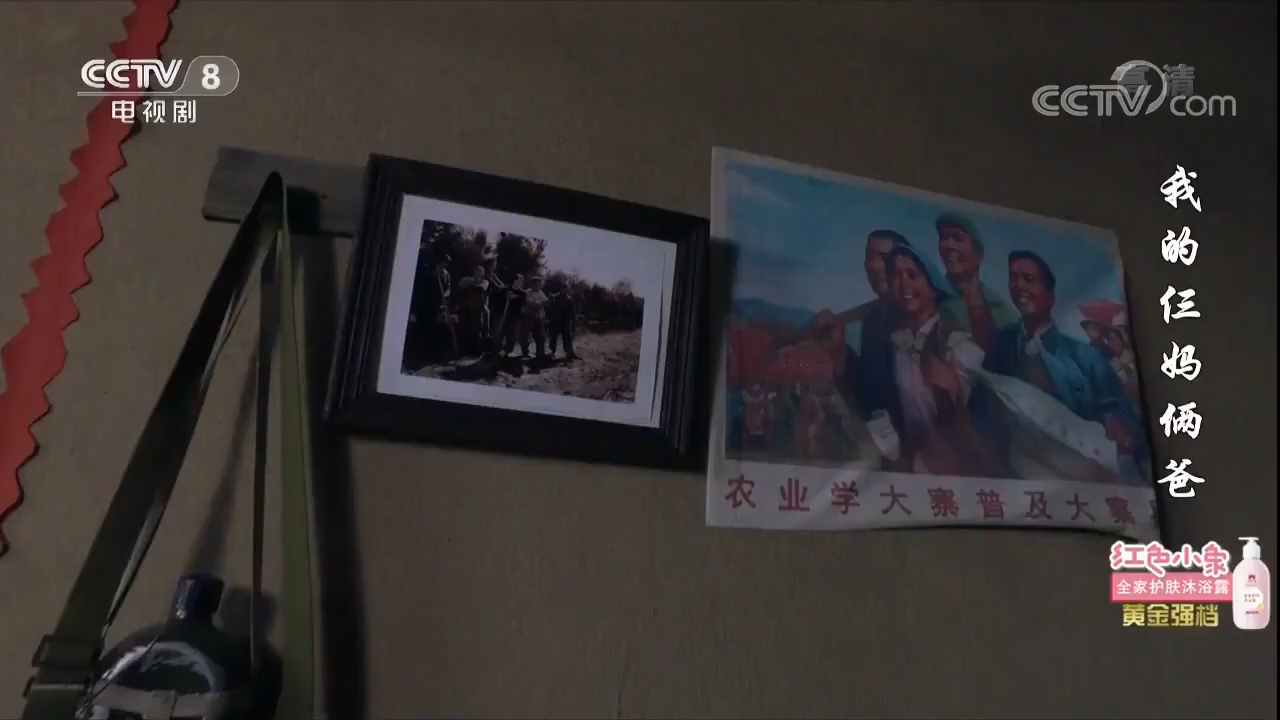 CCTV 8
电视剧
高清
CCTV.com
我的仨妈俩爸
农业学大寨普及大寨
红色小象
全家护肤沐浴露
黄金强档